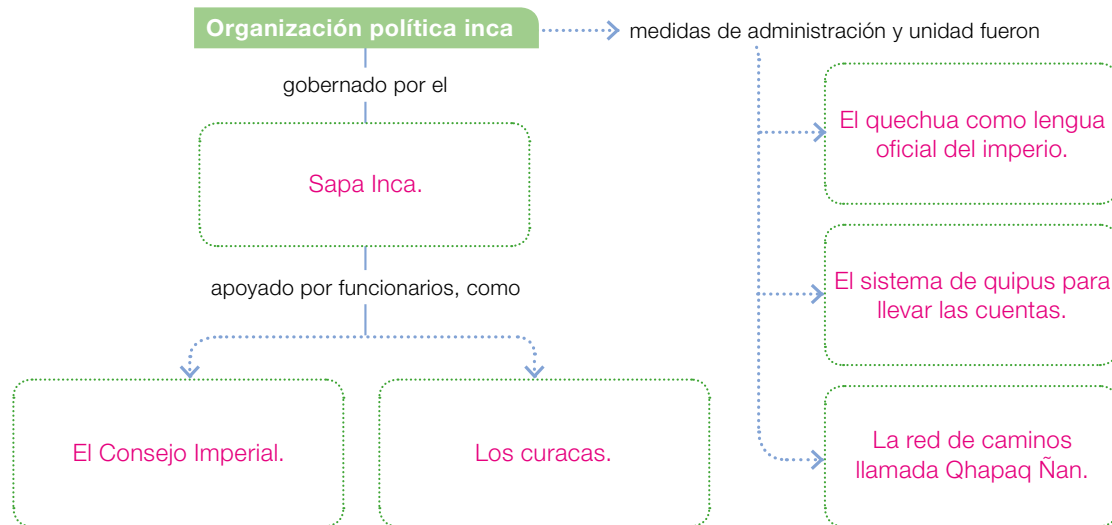 Organización política inca
medidas de administración y unidad fueron
gobernado por el
Sapa Inca.
apoyado por funcionarios, como
El Consejo Imperial.
Los curacas.
El quechua como lengua
oficial del imperio.
El sistema de quipus para
llevar las cuentas.
La red de caminos
llamada Qhapaq Ñan.